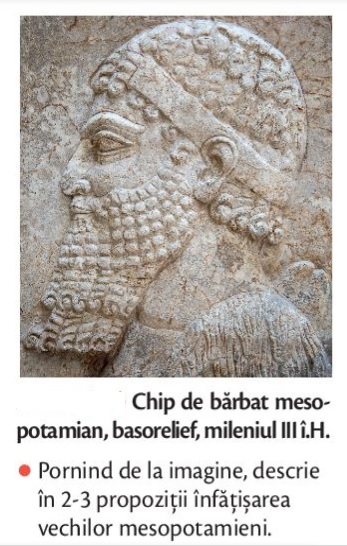 Chip de bărbat meso-
potamian, basorelief, mileniul III î.H.
• Pornind de la imagine, descrie
în 2-3 propoziții înfățișarea
vechilor mesopotamieni.